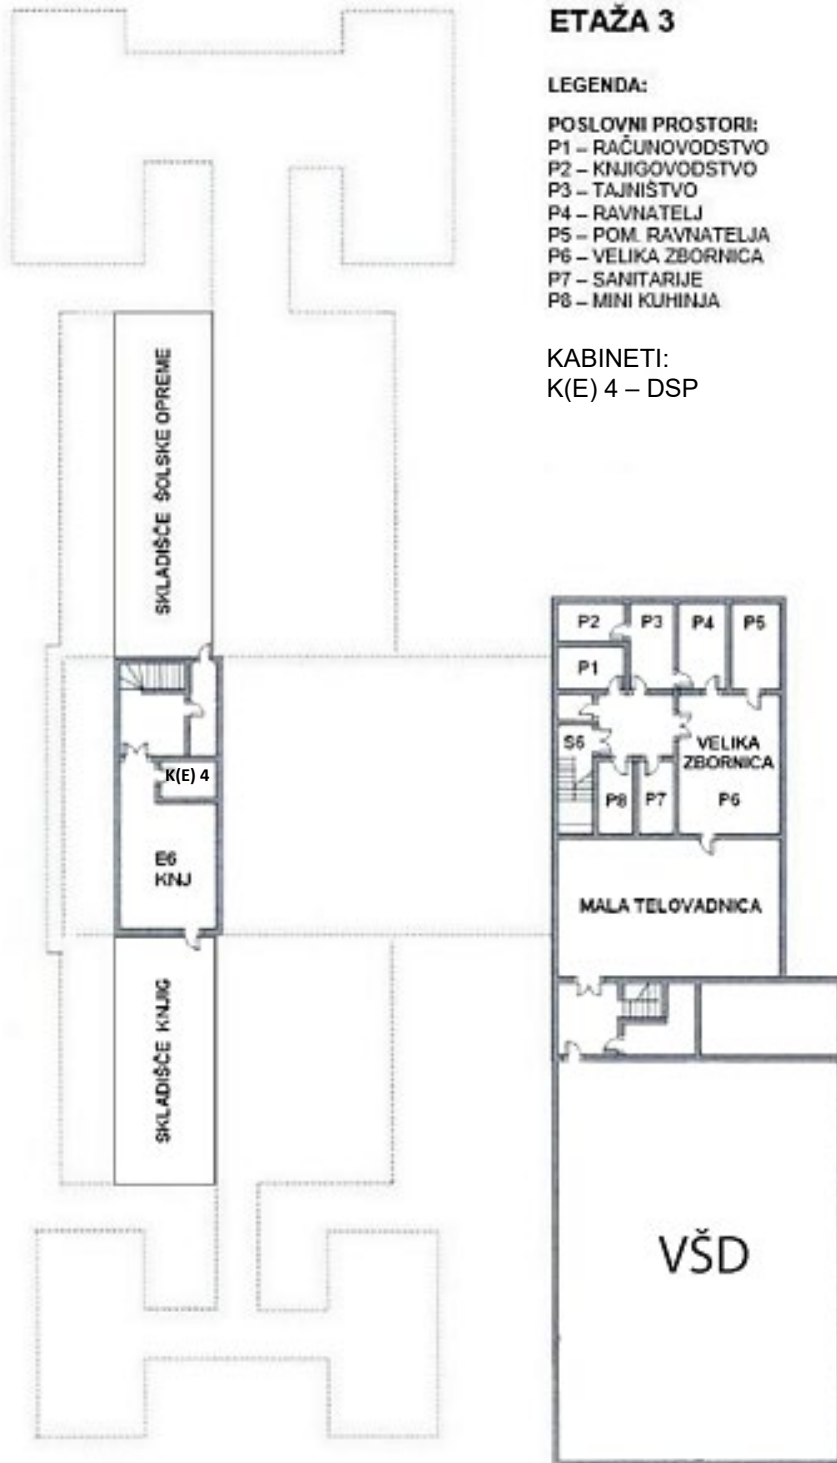 ETAŽA 3
LEGENDA:
POSLOVNI PROSTORI:
P1 – RAČUNOVODSTVO
P2 – KNJIGOVODSTVO
P3 – TAJNIŠTVO
P4 – RAVNATELJ
P5 – POM. RAVNATELJA
P6 – VELIKA ZBORNICA
P7 – SANITARIJE
P8 – MINI KUHINJA
KABINETI:
K(E) 4 – DSP
SKLADIŠČE ŠOLSKE OPREME
K(E) 4
E6
KNJ
SKLADIŠČE KNJIG
P2
P3
P4
P5
P1
S6
VELIKA
ZBORNICA
P8
P7
P6
MALA TELOVADNICA
VŠD